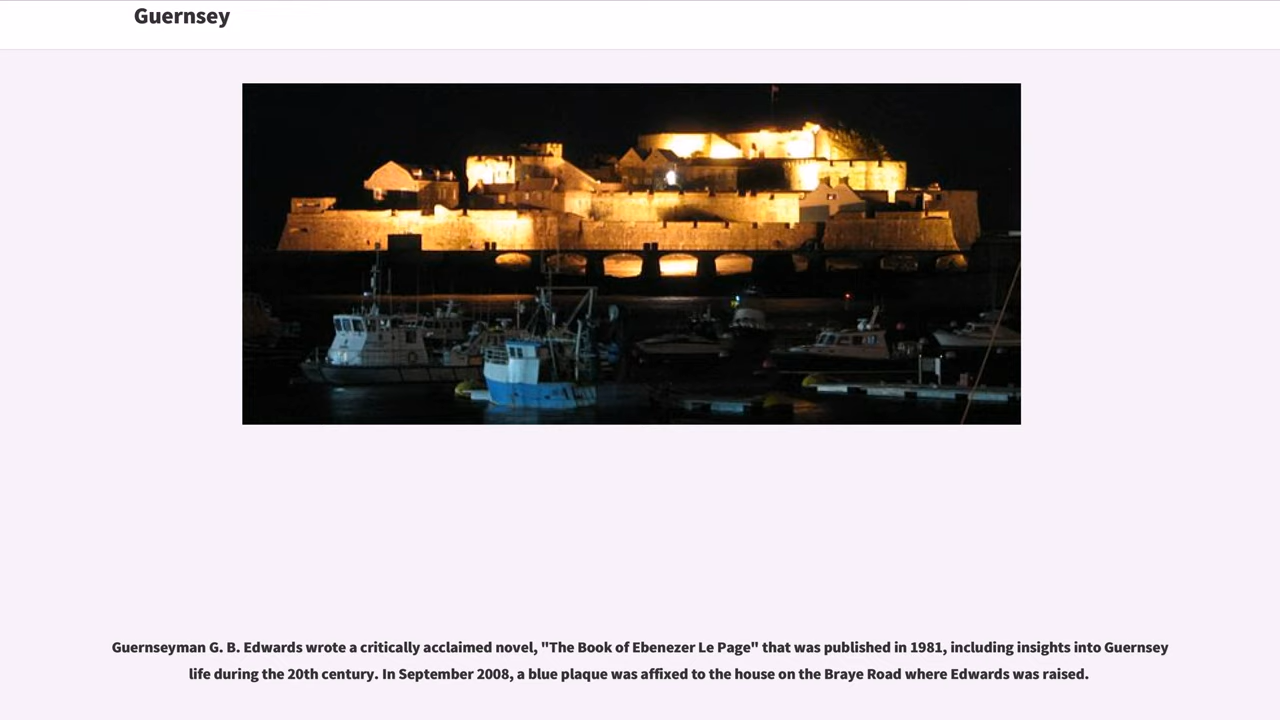 Guernsey
Guernseyman G. B. Edwards wrote a critically acclaimed novel, "The Book of Ebenezer Le Page" that was published in 1981, including insights into Guernsey
life during the 20th century. In September 2008, a blue plaque was affixed to the house on the Braye Road where Edwards was raised.